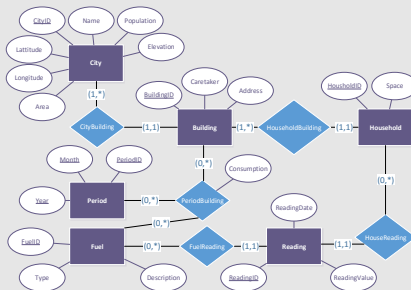 CityID
Name
Population
Lattitude
Elevation
City
Longitude
Area
(1,*)
Caretaker
BuildingID
Address
HouseholdID
Space
CityBuilding
(1,1)
Building
(1,*)
HouseholdBuilding
(1,1)
Household
Month
PeriodID
(0,*)
Consumption
(0,*)
Year
Period
(0,*)
PeriodBuilding
ReadingDate
(0,*)
FuelID
Fuel
(0,*)
FuelReading
(1,1)
Reading
(1,1)
HouseReading
Type
Description
ReadingID
ReadingValue